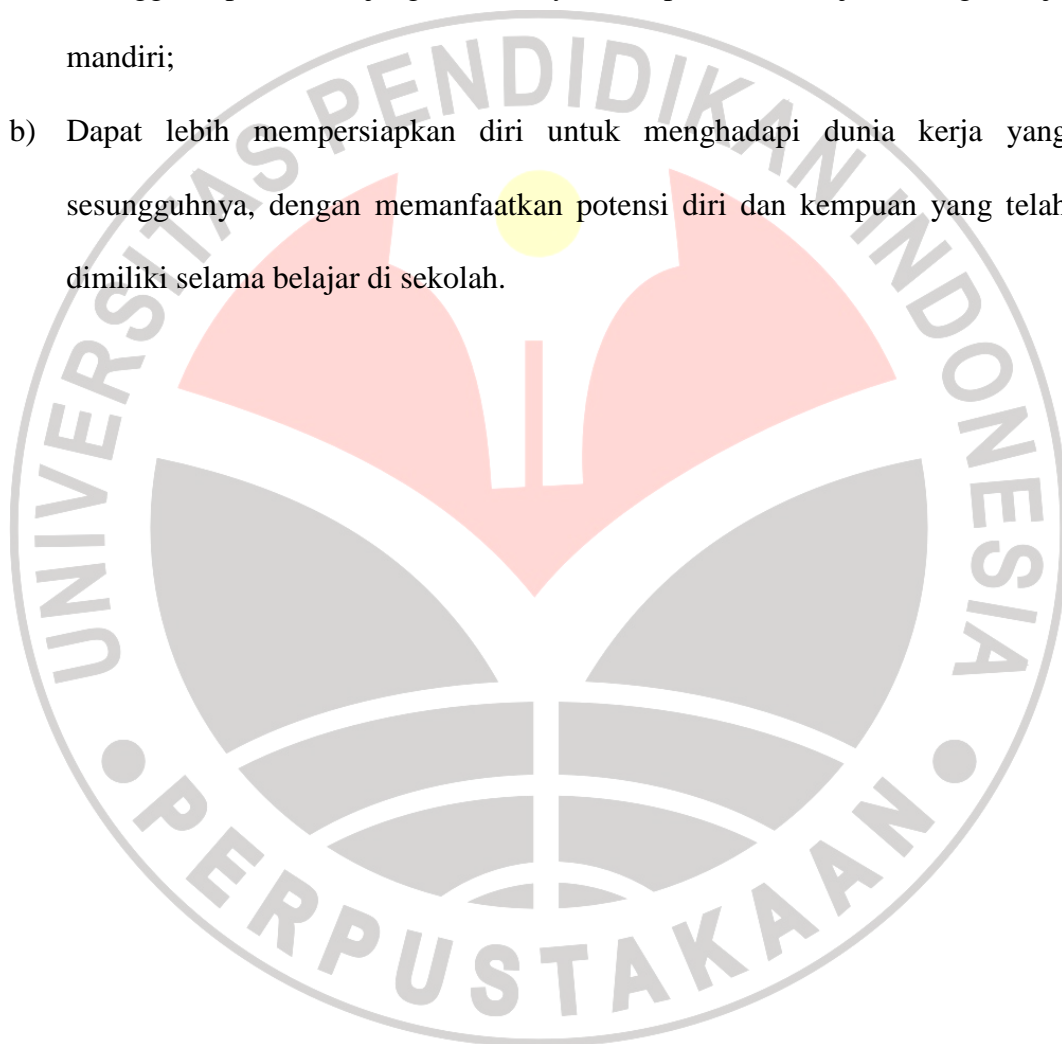 mandiri;
b) Dapat lebih mempersiapkan diri untuk menghadapi dunia kerja yang
sesungguhnya, dengan memanfaatkan potensi diri dan kempuan yang telah
dimiliki selama belajar di sekolah.
UNIVERSITAS PENDIDIKAN INDONESIA
PERPUSTAKAAN